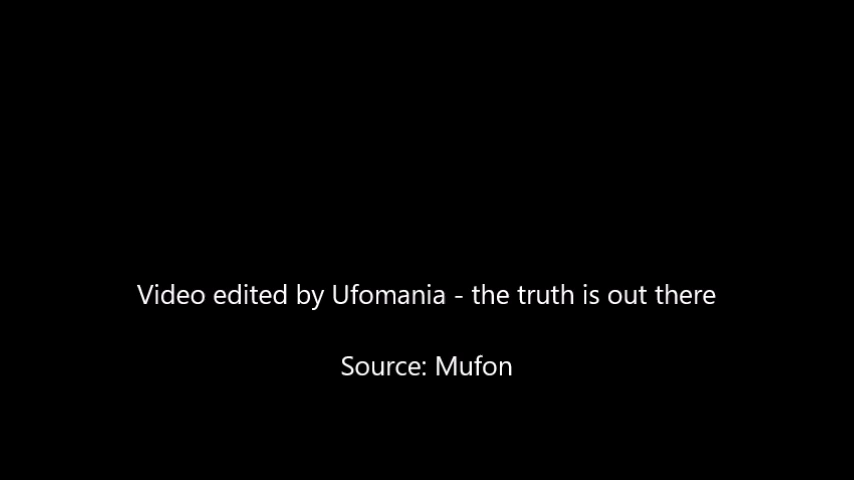 Video edited by Ufomania - the truth is out there
Source: Mufon